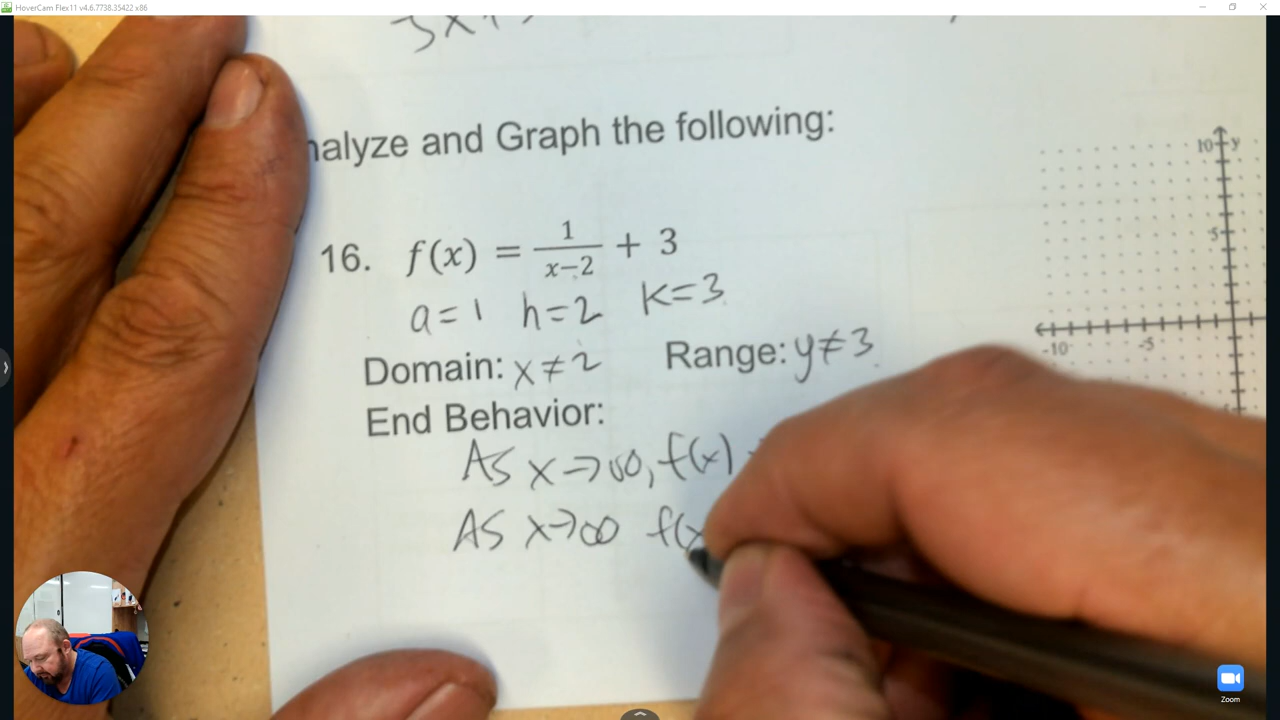 HoverCam Flex11 v4.6.7738.35422 x86
nalyze and Graph the following:
16. f(x) = 1/(x−2) + 3
a=1 h=2 K=3
Domain: x≠2 Range: y≠3
End Behavior:
As x→∞, f(x)
As x→∞ f(x
10 y
5
-10 -5
Zoom